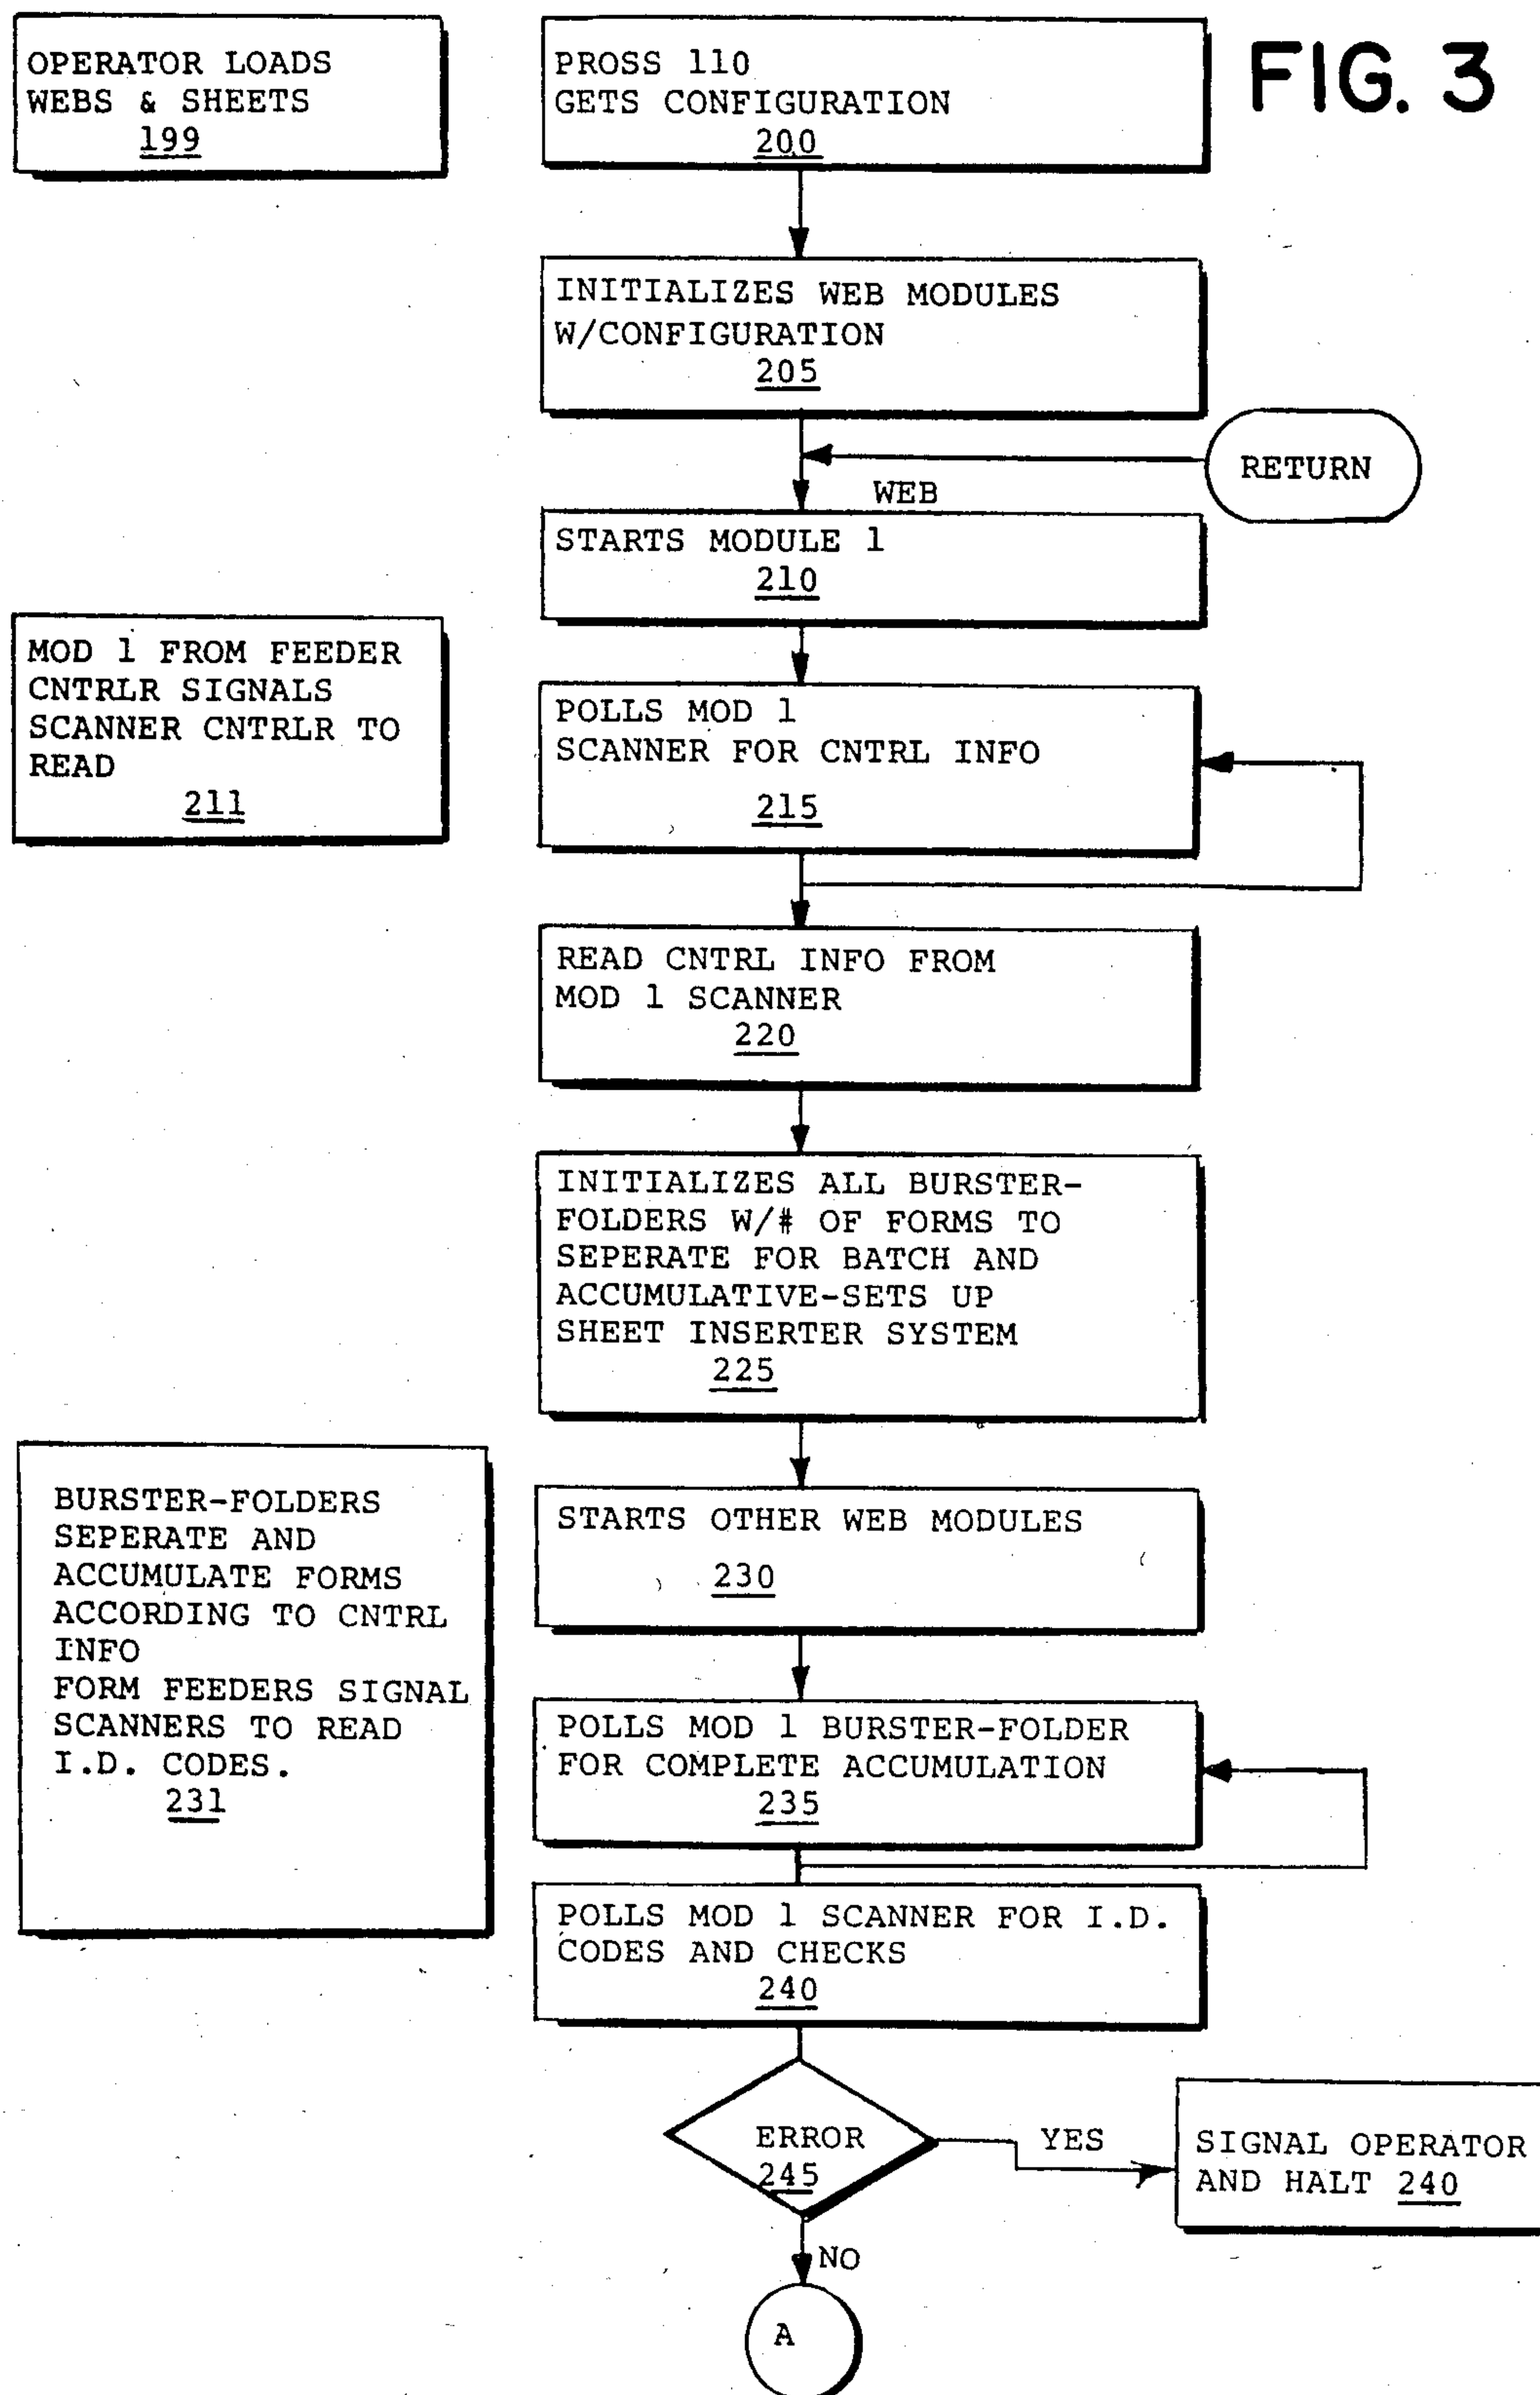 FIG. 3
OPERATOR LOADS
WEBS & SHEETS
199
PROSS 110
GETS CONFIGURATION
200
INITIALIZES WEB MODULES
W/CONFIGURATION
205
RETURN
WEB
STARTS MODULE 1
210
MOD 1 FROM FEEDER
CNTRLR SIGNALS
SCANNER CNTRLR TO
READ
211
POLLS MOD 1
SCANNER FOR CNTRL INFO
215
READ CNTRL INFO FROM
MOD 1 SCANNER
220
INITIALIZES ALL BURSTER-
FOLDERS W/# OF FORMS TO
SEPERATE FOR BATCH AND
ACCUMULATIVE-SETS UP
SHEET INSERTER SYSTEM
225
STARTS OTHER WEB MODULES
230
BURSTER-FOLDERS
SEPERATE AND
ACCUMULATE FORMS
ACCORDING TO CNTRL
INFO
FORM FEEDERS SIGNAL
SCANNERS TO READ
I.D. CODES.
231
POLLS MOD 1 BURSTER-FOLDER
FOR COMPLETE ACCUMULATION
235
POLLS MOD 1 SCANNER FOR I.D.
CODES AND CHECKS
240
ERROR
245
YES
SIGNAL OPERATOR
AND HALT 240
NO
A